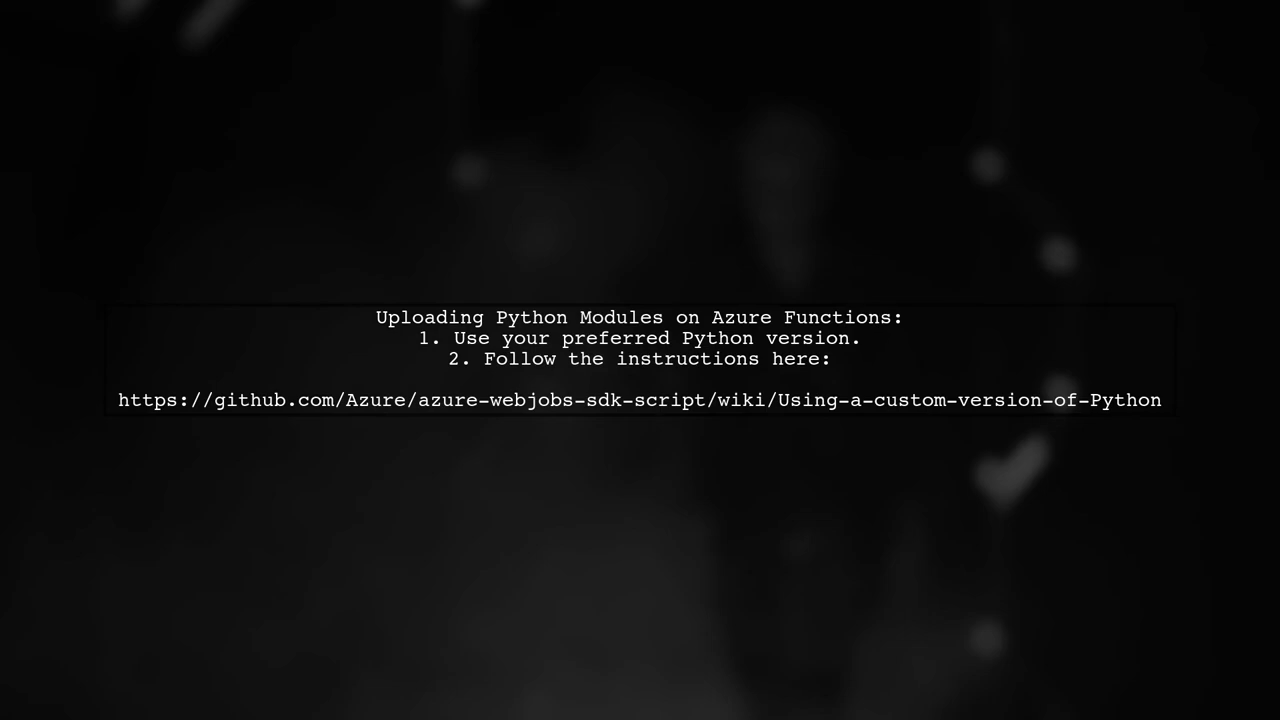 Uploading Python Modules on Azure Functions:
1. Use your preferred Python version.
2. Follow the instructions here:
https://github.com/Azure/azure-webjobs-sdk-script/wiki/Using-a-custom-version-of-Python